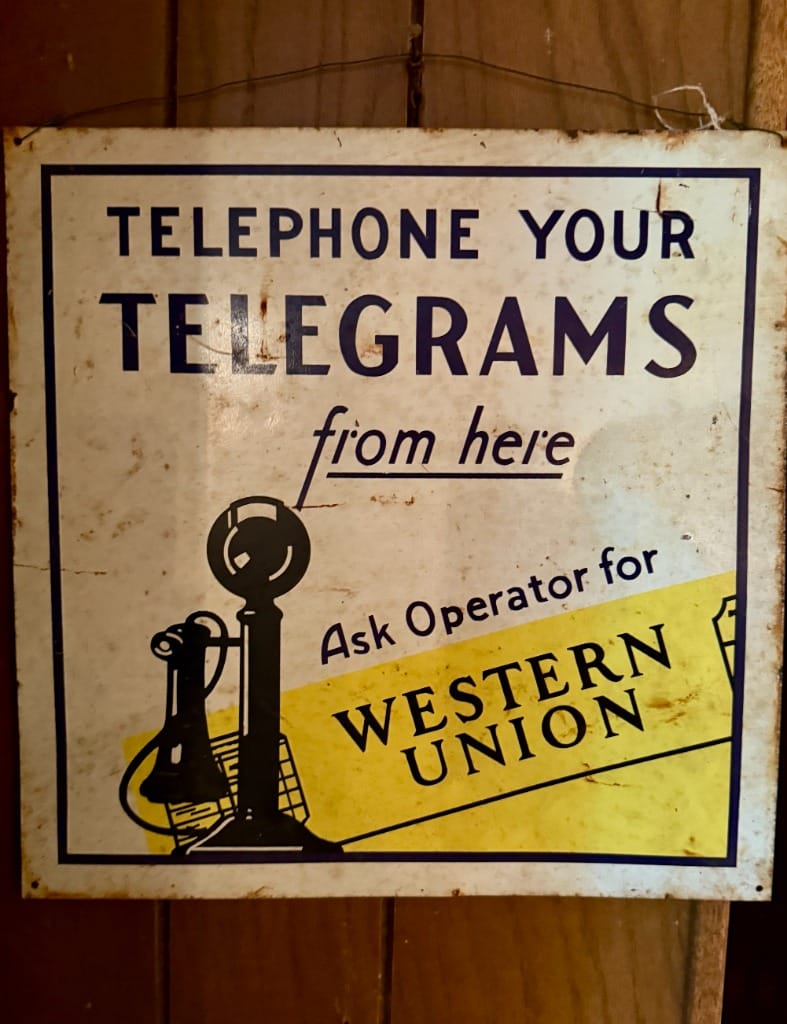 TELEPHONE YOUR
TELEGRAMS
from here
Ask Operator for
WESTERN
UNION